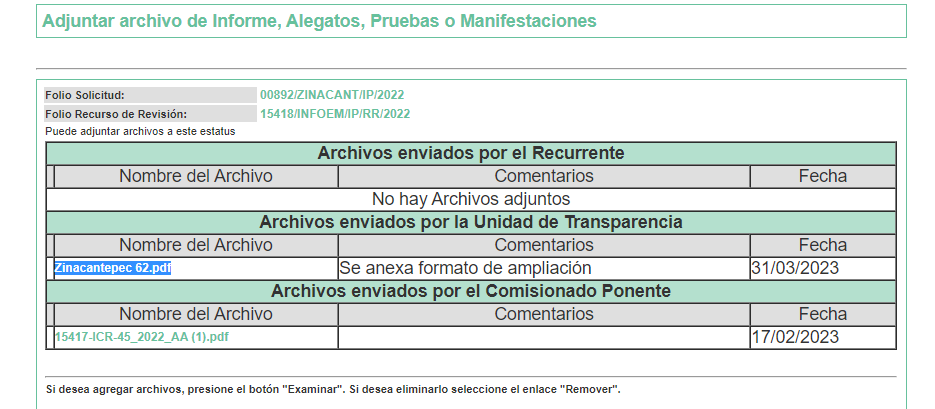 Adjuntar archivo de Informe, Alegatos, Pruebas o Manifestaciones
Folio Solicitud: 00892/ZINACANT/IP/2022
Folio Recurso de Revisión: 15418/INFOEM/IP/RR/2022
Puede adjuntar archivos a este estatus
Archivos enviados por el Recurrente
Nombre del Archivo Comentarios Fecha
No hay Archivos adjuntos
Archivos enviados por la Unidad de Transparencia
Nombre del Archivo Comentarios Fecha
Zinacantepec 62.pdf Se anexa formato de ampliación 31/03/2023
Archivos enviados por el Comisionado Ponente
Nombre del Archivo Comentarios Fecha
15417-ICR-45_2022_AA (1).pdf 17/02/2023
Si desea agregar archivos, presione el botón "Examinar". Si desea eliminarlo seleccione el enlace "Remover".